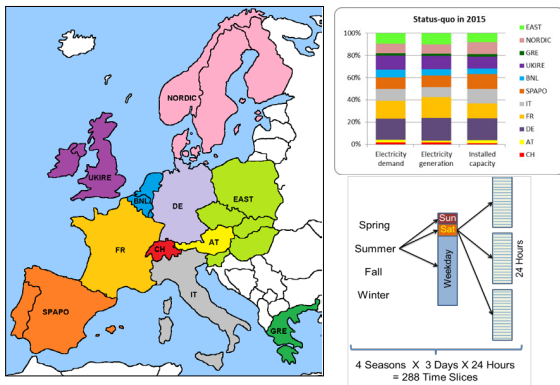 NORDIC
UKIRE
BNL
DE
EAST
FR
CH
AT
IT
SPAPO
GRE
Status-quo in 2015
100%
80%
60%
40%
20%
0%
Electricity demand
Electricity generation
Installed capacity
EAST
NORDIC
GRE
UKIRE
BNL
SPAPO
IT
FR
DE
AT
CH
Spring
Summer
Fall
Winter
Sun
Sat
Weekday
24 Hours
4 Seasons X 3 Days X 24 Hours
= 288 Time Slices